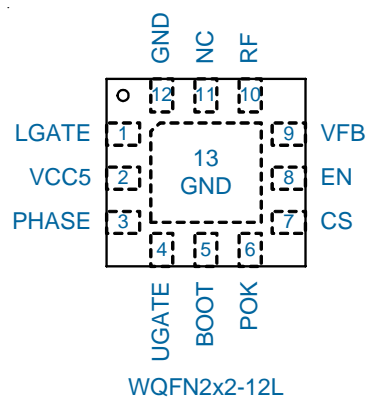 GND
NC
RF
12
11
10
LGATE
1
9
VFB
VCC5
2
13
GND
8
EN
PHASE
3
7
CS
4
5
6
UGATE
BOOT
POK
WQFN2x2-12L